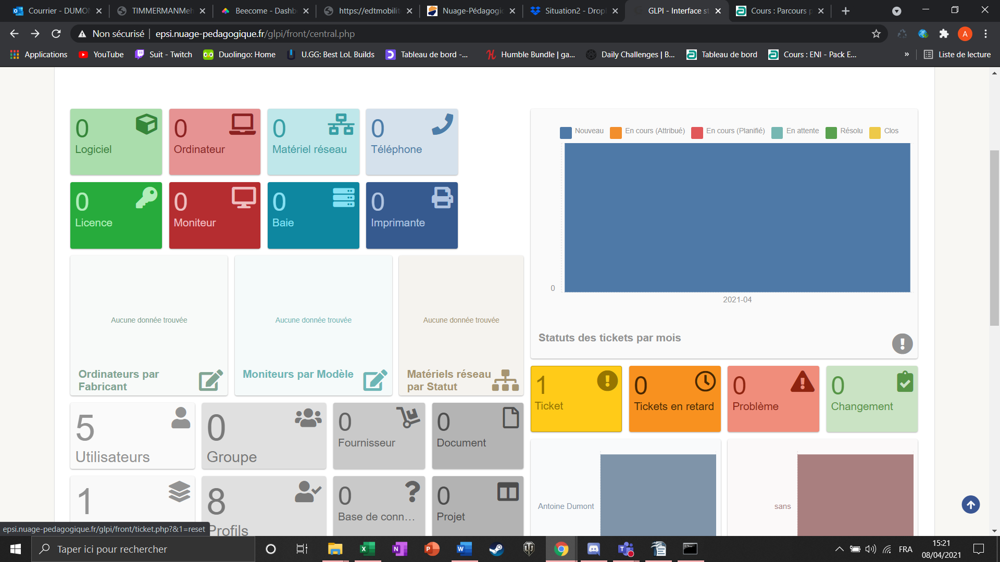 Courrier - DUMON
TIMMERMANMeh
Beecome - Dashb
https://edtmobilit
Nuage-Pédagogiq
Situation2 - Dropb
GLPI - Interface st
Cours : Parcours p
Non sécurisé | epsi.nuage-pedagogique.fr/glpi/front/central.php
A
Applications
YouTube
Suit - Twitch
Duolingo: Home
U.GG: Best LoL Builds
Tableau de bord -...
Humble Bundle | ga...
Daily Challenges | B...
Tableau de bord
Cours : ENI - Pack E...
»
Liste de lecture
0
Logiciel
0
Ordinateur
0
Matériel réseau
0
Téléphone
0
Licence
0
Moniteur
0
Baie
0
Imprimante
Nouveau
En cours (Attribué)
En cours (Planifié)
En attente
Résolu
Clos
0
2021-04
Statuts des tickets par mois
Aucune donnée trouvée
Ordinateurs par
Fabricant
Aucune donnée trouvée
Moniteurs par Modèle
Aucune donnée trouvée
Matériels réseau
par Statut
1
Ticket
0
Tickets en retard
0
Problème
0
Changement
5
Utilisateurs
0
Groupe
0
Fournisseur
0
Document
1
8
Profils
0
Base de conn...
0
Projet
Antoine Dumont
sans
epsi.nuage-pedagogique.fr/glpi/front/ticket.php?&1=reset
Taper ici pour rechercher
FRA
15:21
08/04/2021